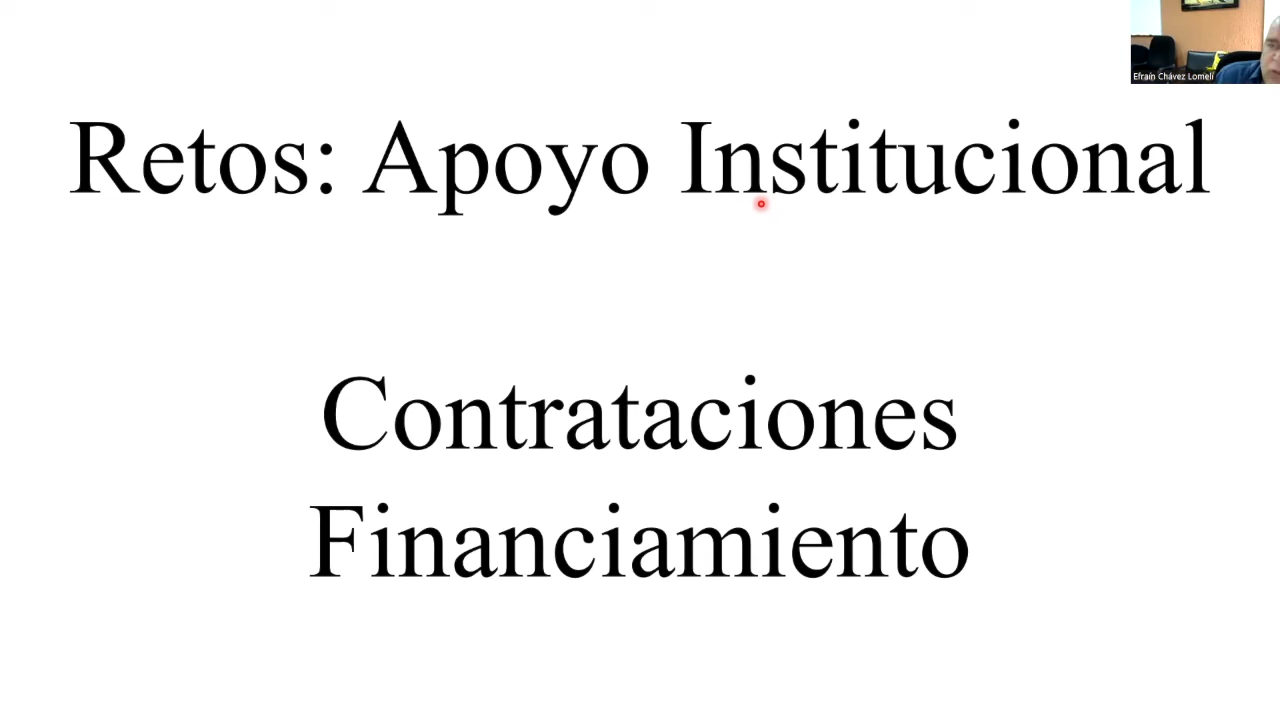 Efraín Chávez Lomelí
Retos: Apoyo Institucional
Contrataciones
Financiamiento